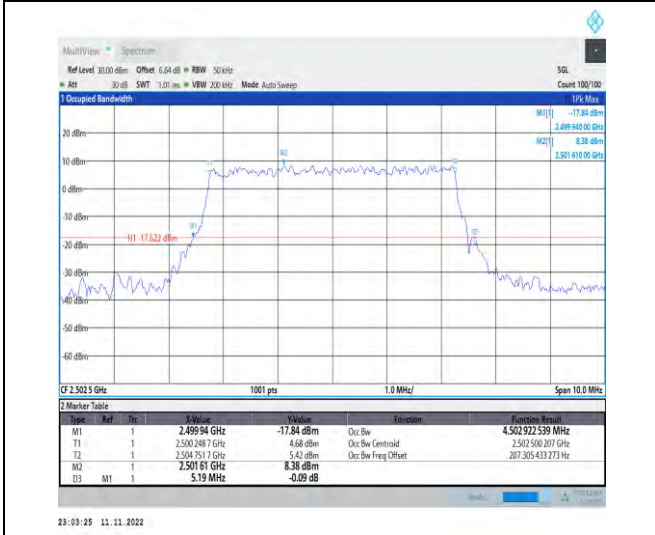 MultiView Spectrum
Ref Level 30.00 dBm Offset 6.64 dB RBW 50 kHz SGL
Att 30 dB SWT 1.01 ms VBW 200 kHz Mode Auto Sweep Count 100/100
1 Occupied Bandwidth 1Pk Max
M1[1] -17.84 dBm
2.499 940 00 GHz
20 dBm M2[1] 8.38 dBm
2.501 610 00 GHz
M2
10 dBm
T1
0 dBm
-10 dBm
M1
H1 -17.622 dBm D3
-20 dBm
-30 dBm
-40 dBm
-50 dBm
-60 dBm
CF 2.502 5 GHz 1001 pts 1.0 MHz/ Span 10.0 MHz
2 Marker Table
Type Ref Trc X-Value Y-Value Function Function Result
M1 1 2.499 94 GHz -17.84 dBm Occ Bw 4.502 922 539 MHz
T1 1 2.500 248 7 GHz 4.68 dBm Occ Bw Centroid 2.502 500 207 GHz
T2 1 2.504 751 7 GHz 5.42 dBm Occ Bw Freq Offset 207.305 433 273 Hz
M2 1 2.501 61 GHz 8.38 dBm
D3 M1 1 5.19 MHz -0.09 dB
23:03:25 11.11.2022